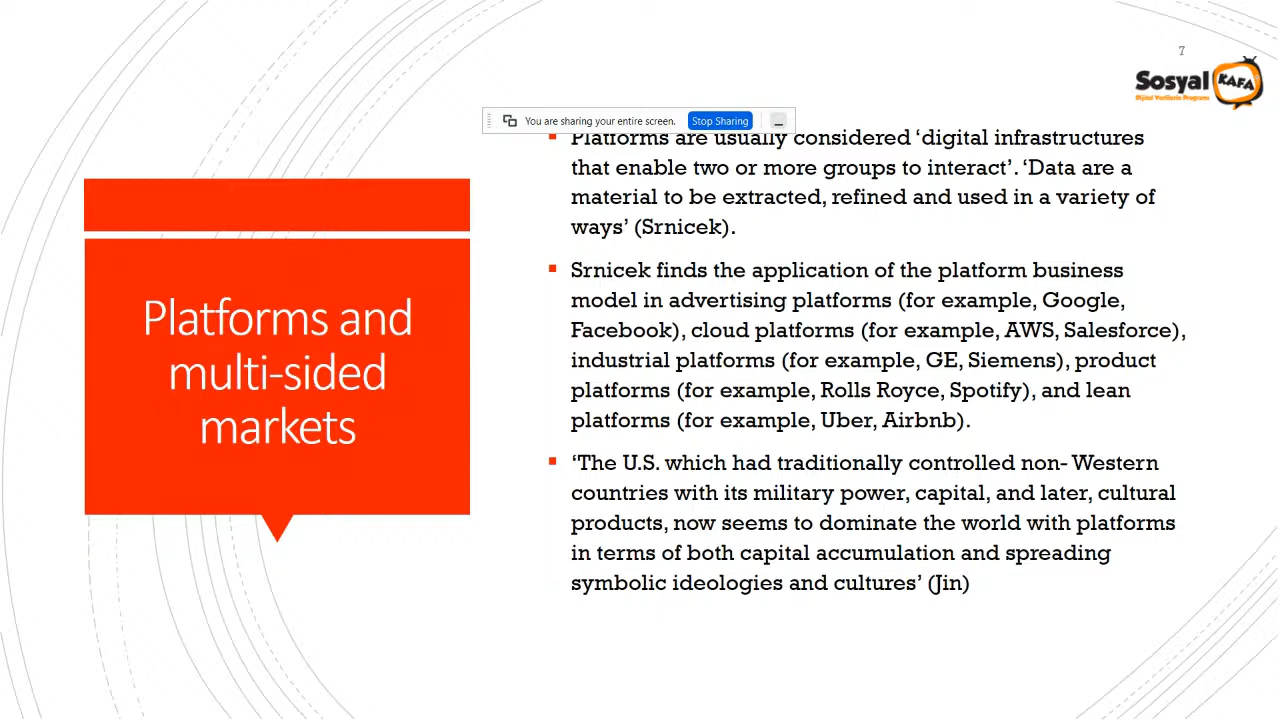 7
Sosyal KAFA
Dijital Varlıların Programı
You are sharing your entire screen. Stop Sharing
Platforms and
multi-sided
markets
Platforms are usually considered ‘digital infrastructures
that enable two or more groups to interact’. ‘Data are a
material to be extracted, refined and used in a variety of
ways’ (Srnicek).
Srnicek finds the application of the platform business
model in advertising platforms (for example, Google,
Facebook), cloud platforms (for example, AWS, Salesforce),
industrial platforms (for example, GE, Siemens), product
platforms (for example, Rolls Royce, Spotify), and lean
platforms (for example, Uber, Airbnb).
‘The U.S. which had traditionally controlled non- Western
countries with its military power, capital, and later, cultural
products, now seems to dominate the world with platforms
in terms of both capital accumulation and spreading
symbolic ideologies and cultures’ (Jin)